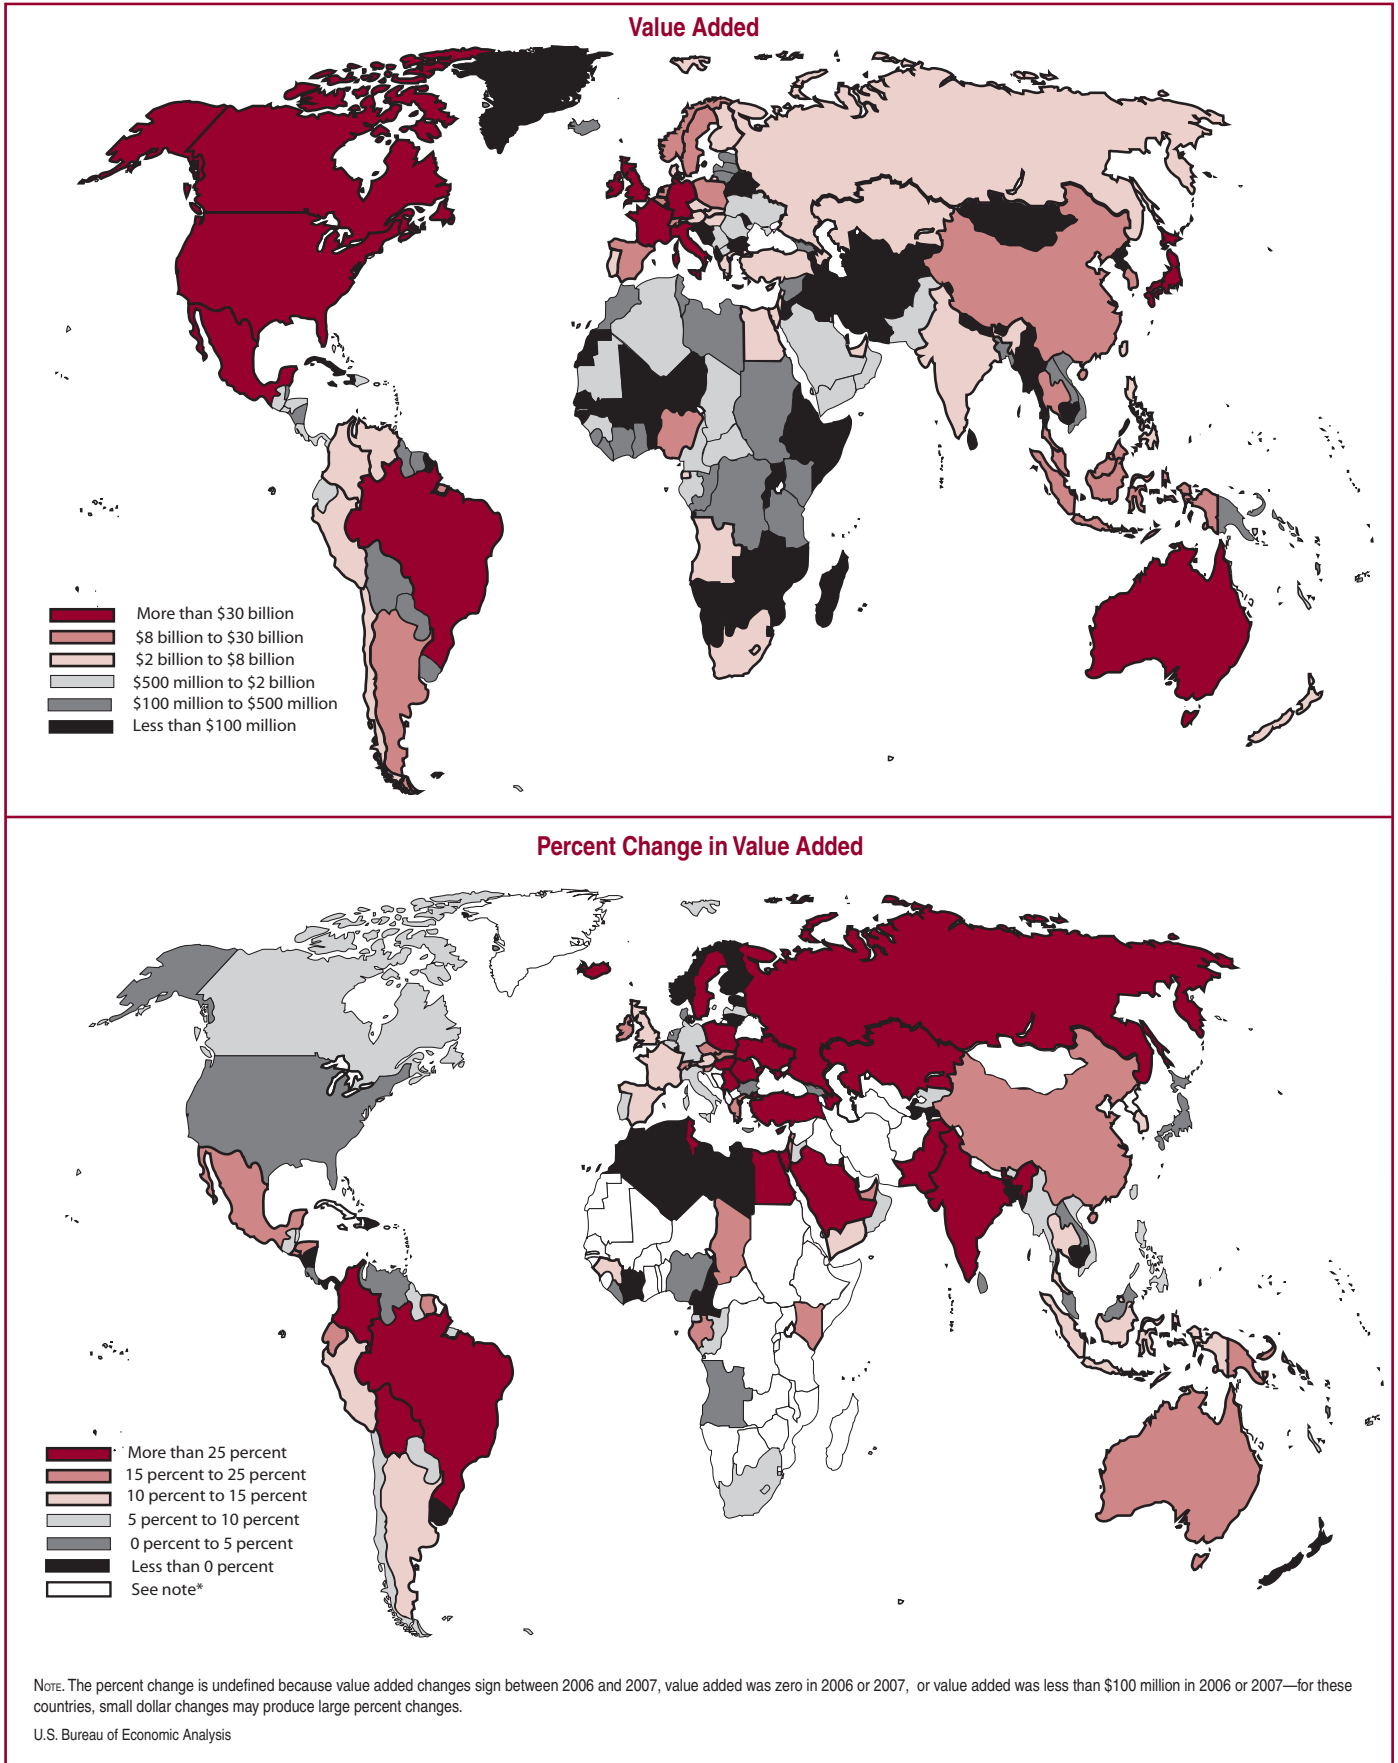 Value Added
More than $30 billion
$8 billion to $30 billion
$2 billion to $8 billion
$500 million to $2 billion
$100 million to $500 million
Less than $100 million
Percent Change in Value Added
More than 25 percent
15 percent to 25 percent
10 percent to 15 percent
5 percent to 10 percent
0 percent to 5 percent
Less than 0 percent
See note*
NOTE. The percent change is undefined because value added changes sign between 2006 and 2007, value added was zero in 2006 or 2007, or value added was less than $100 million in 2006 or 2007—for these
countries, small dollar changes may produce large percent changes.
U.S. Bureau of Economic Analysis